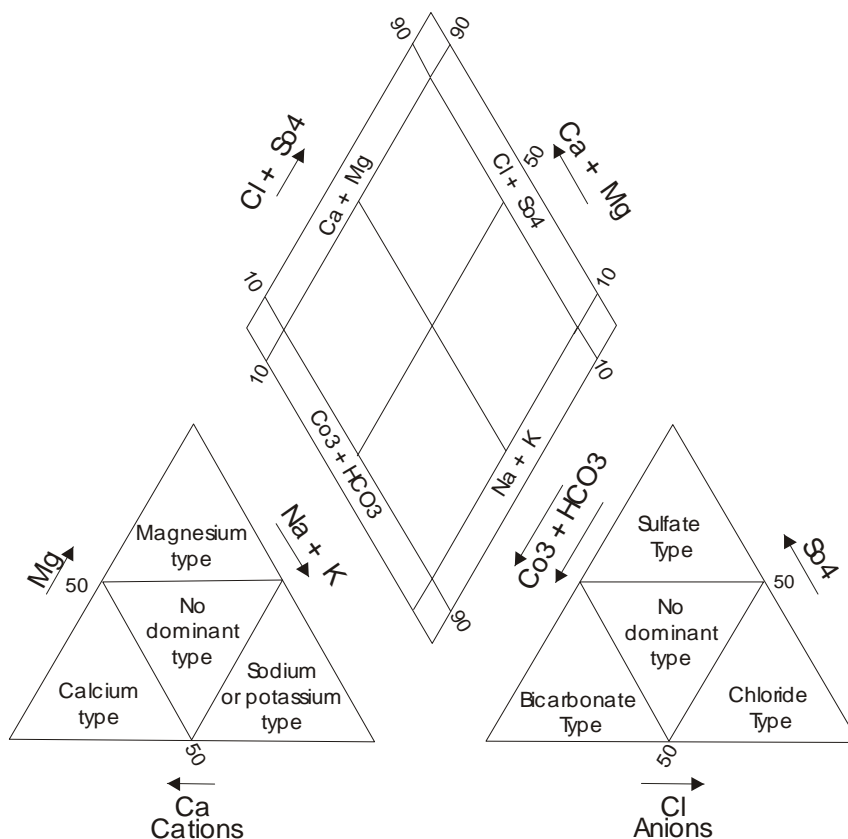 90
90
Cl + So4
Ca + Mg
50
Ca + Mg
Cl + So4
10
10
10
10
Co3 + HCO3
Na + K
90
Mg
50
Magnesium
type
Na + K
No
dominant
type
Calcium
type
Sodium
or potassium
type
50
Ca
Cations
Co3 + HCO3
Sulfate
Type
So4
50
No
dominant
type
Bicarbonate
Type
Chloride
Type
50
Cl
Anions